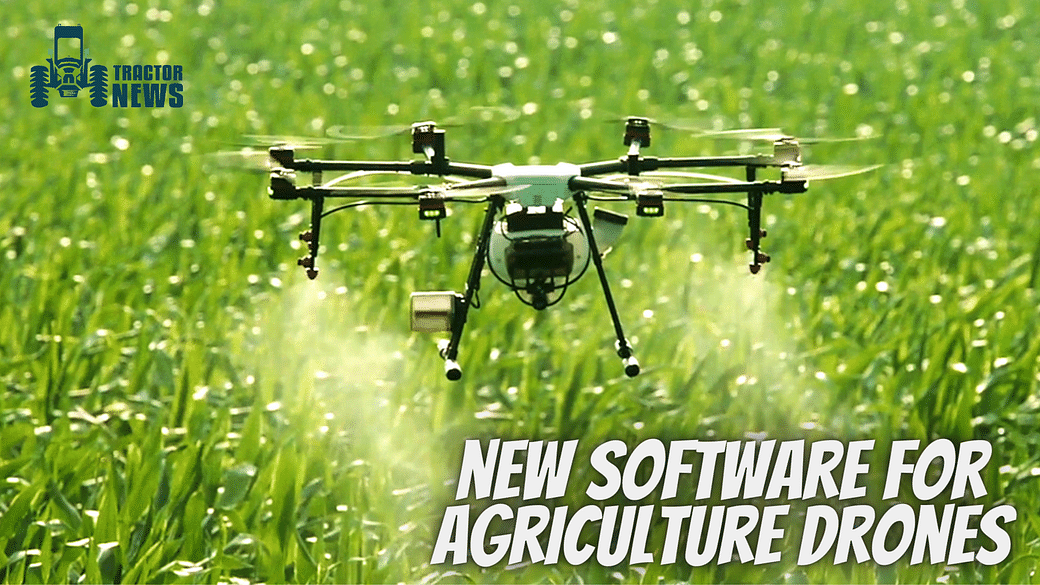 TRACTOR
NEWS
NEW SOFTWARE FOR
AGRICULTURE DRONES